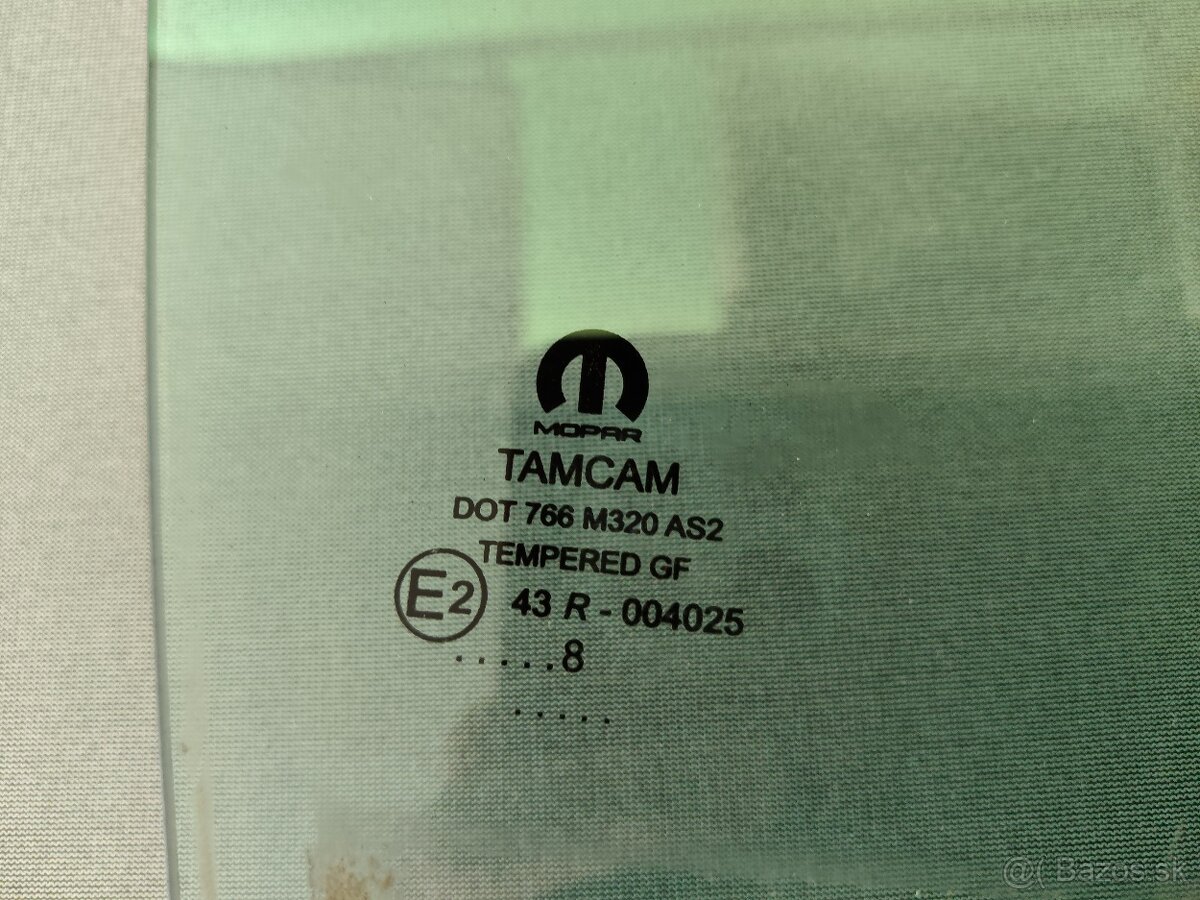 MOPAR
TAMCAM
DOT 766 M320 AS2
TEMPERED GF
E2 43 R - 004025
.....8
.....
@( Bazos.sk